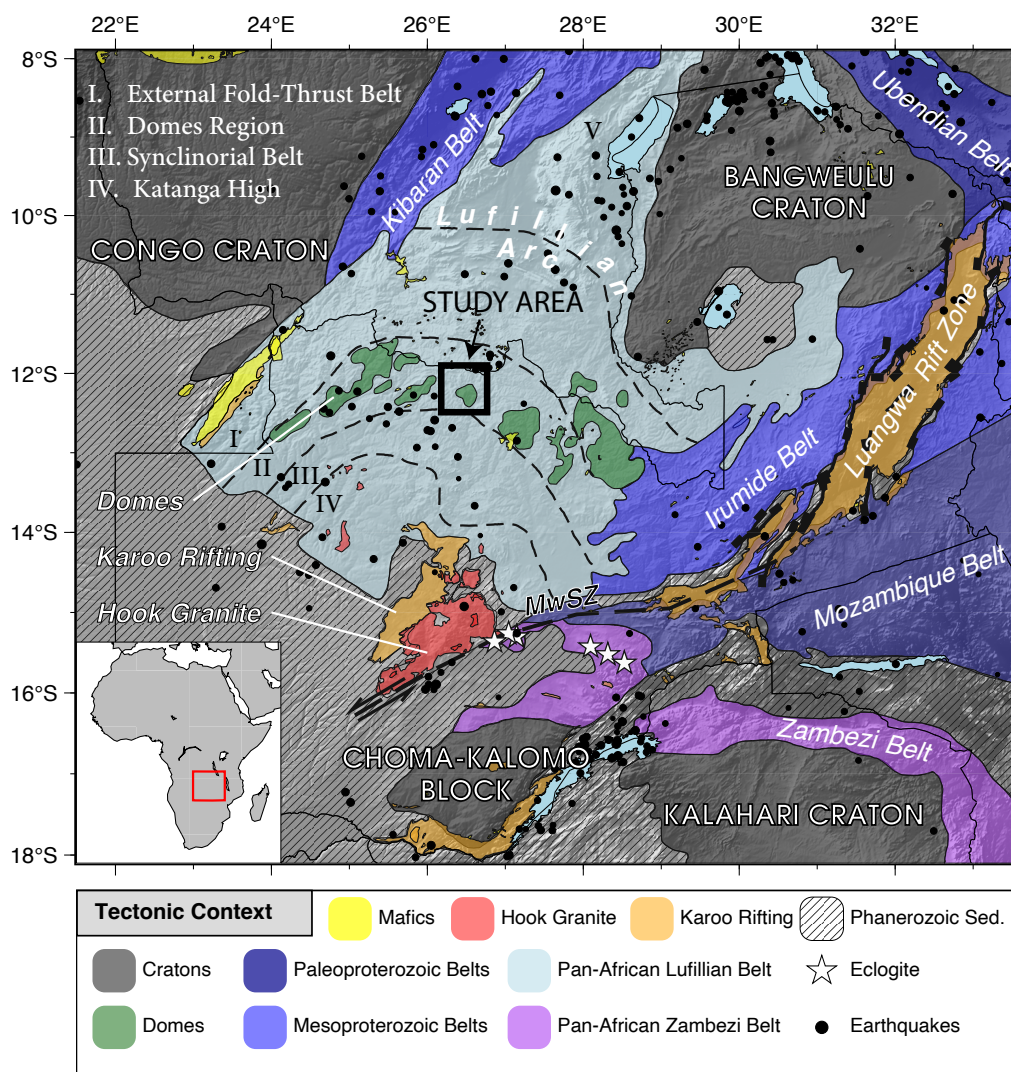 22°E 24°E 26°E 28°E 30°E 32°E
8°S
10°S
12°S
14°S
16°S
18°S
I. External Fold-Thrust Belt
II. Domes Region
III. Synclinorial Belt
IV. Katanga High
Kibaran Belt
V
Ubendian Belt
BANGWEULU
CRATON
CONGO CRATON
Lufilian
Arc
STUDY AREA
Luangwa Rift Zone
I
II
III
IV
Irumide Belt
Domes
Karoo Rifting
Hook Granite
MwSZ
Mozambique Belt
CHOMA-KALOMO
BLOCK
Zambezi Belt
KALAHARI CRATON
Tectonic Context
Mafics
Hook Granite
Karoo Rifting
Phanerozoic Sed.
Cratons
Paleoproterozoic Belts
Pan-African Lufillian Belt
Eclogite
Domes
Mesoproterozoic Belts
Pan-African Zambezi Belt
Earthquakes